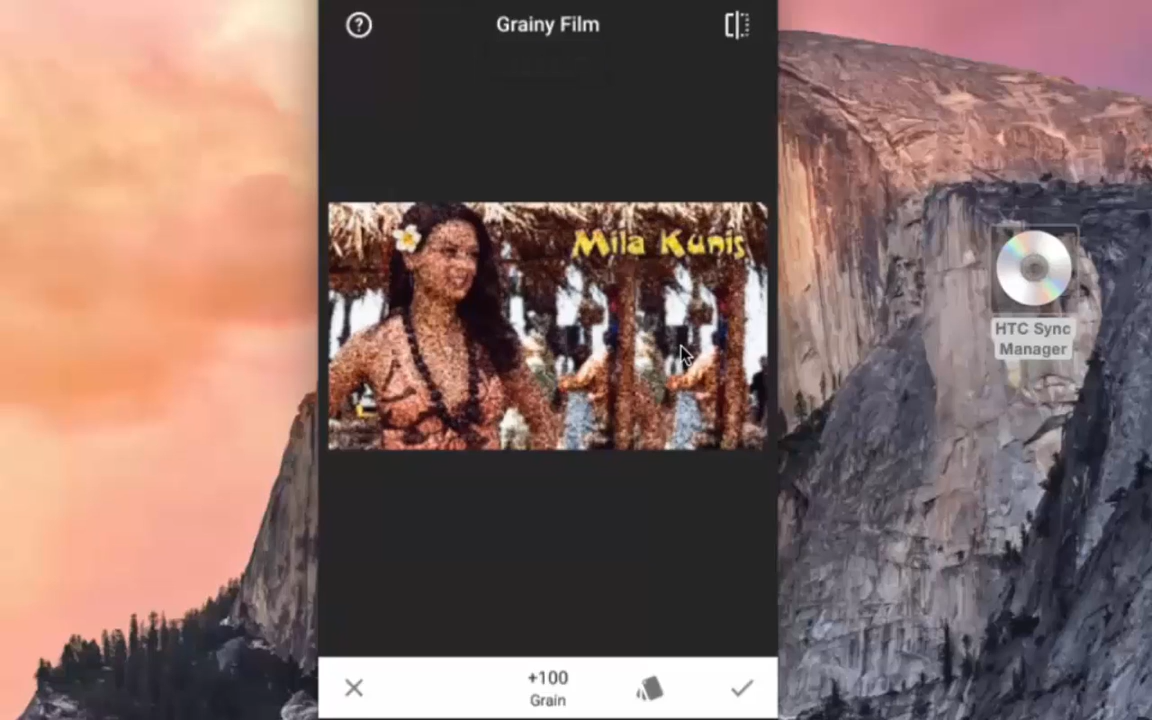 Grainy Film
Mila Kunis
HTC Sync
Manager
+100
Grain